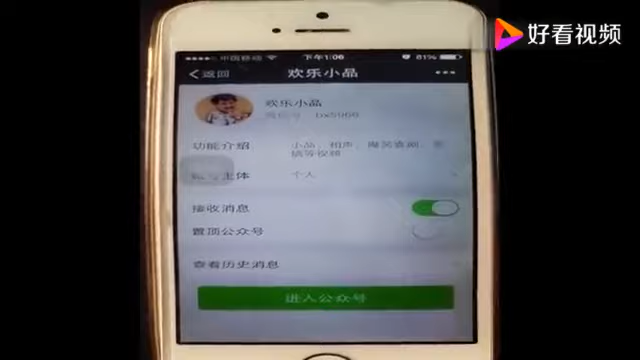 好看视频
中国移动 下午1:06 81%
返回 欢乐小品
欢乐小品
微信号: bx5966
功能介绍 小品、相声、爆笑喜剧、
搞笑视频
主体 个人
接收消息
置顶公众号
查看历史消息
进入公众号